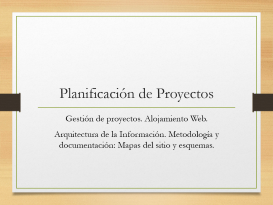 Planificación de Proyectos
Gestión de proyectos. Alojamiento Web.
Arquitectura de la Información. Metodología y
documentación: Mapas del sitio y esquemas.